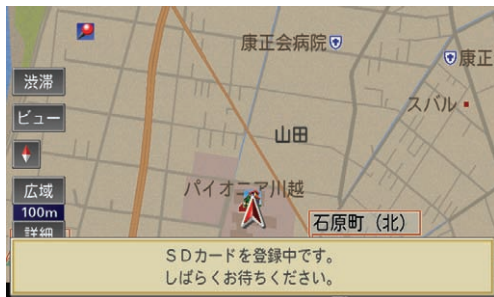 康正会病院
康正
渋滞
スバル
ビュー
山田
広域
パイオニア川越
100m
石原町（北）
詳細
SDカードを登録中です。
しばらくお待ちください。